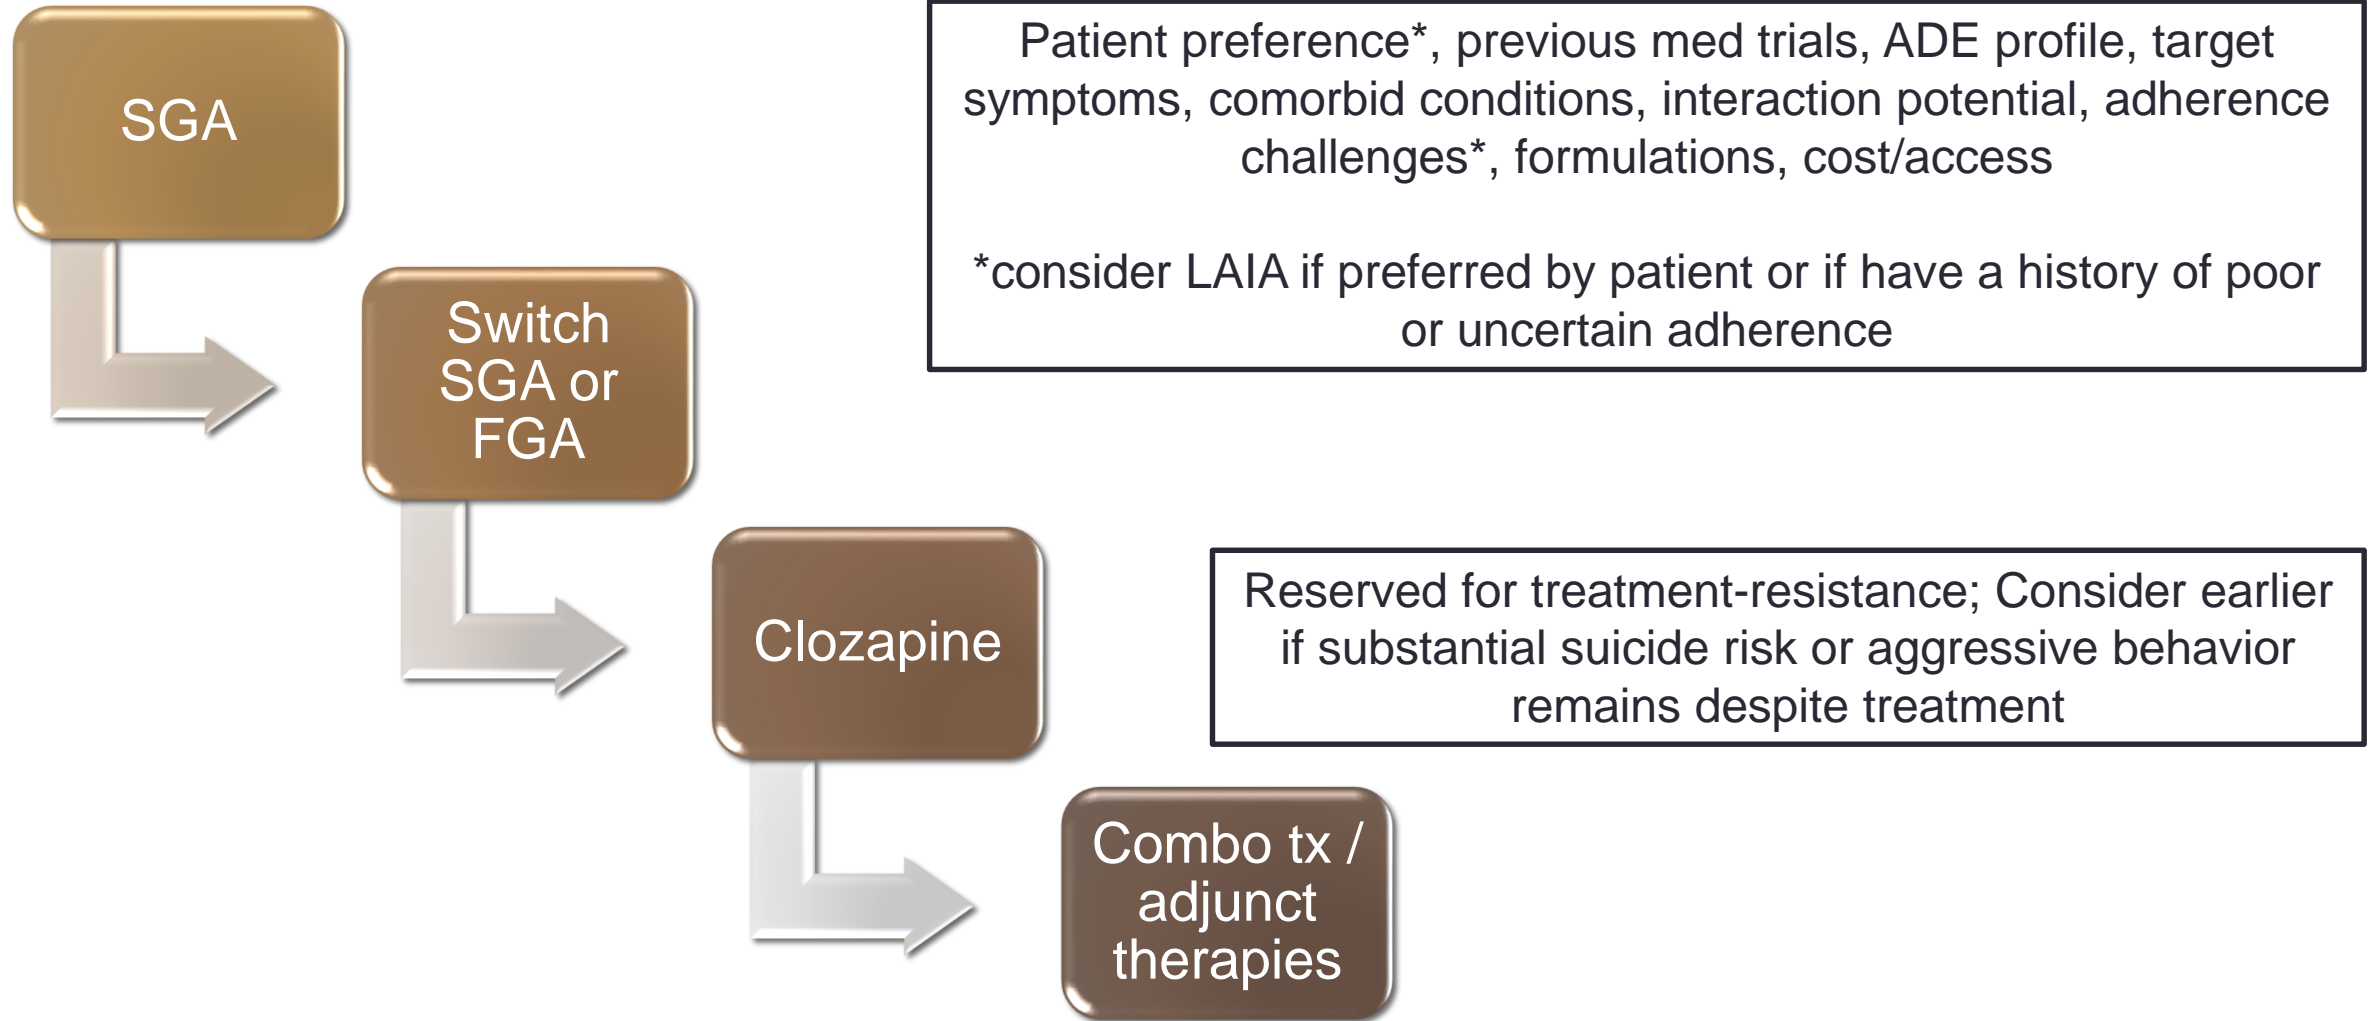 SGA
Patient preference*, previous med trials, ADE profile, target
symptoms, comorbid conditions, interaction potential, adherence
challenges*, formulations, cost/access
*consider LAIA if preferred by patient or if have a history of poor
or uncertain adherence
Switch
SGA or
FGA
Clozapine
Reserved for treatment-resistance; Consider earlier
if substantial suicide risk or aggressive behavior
remains despite treatment
Combo tx /
adjunct
therapies